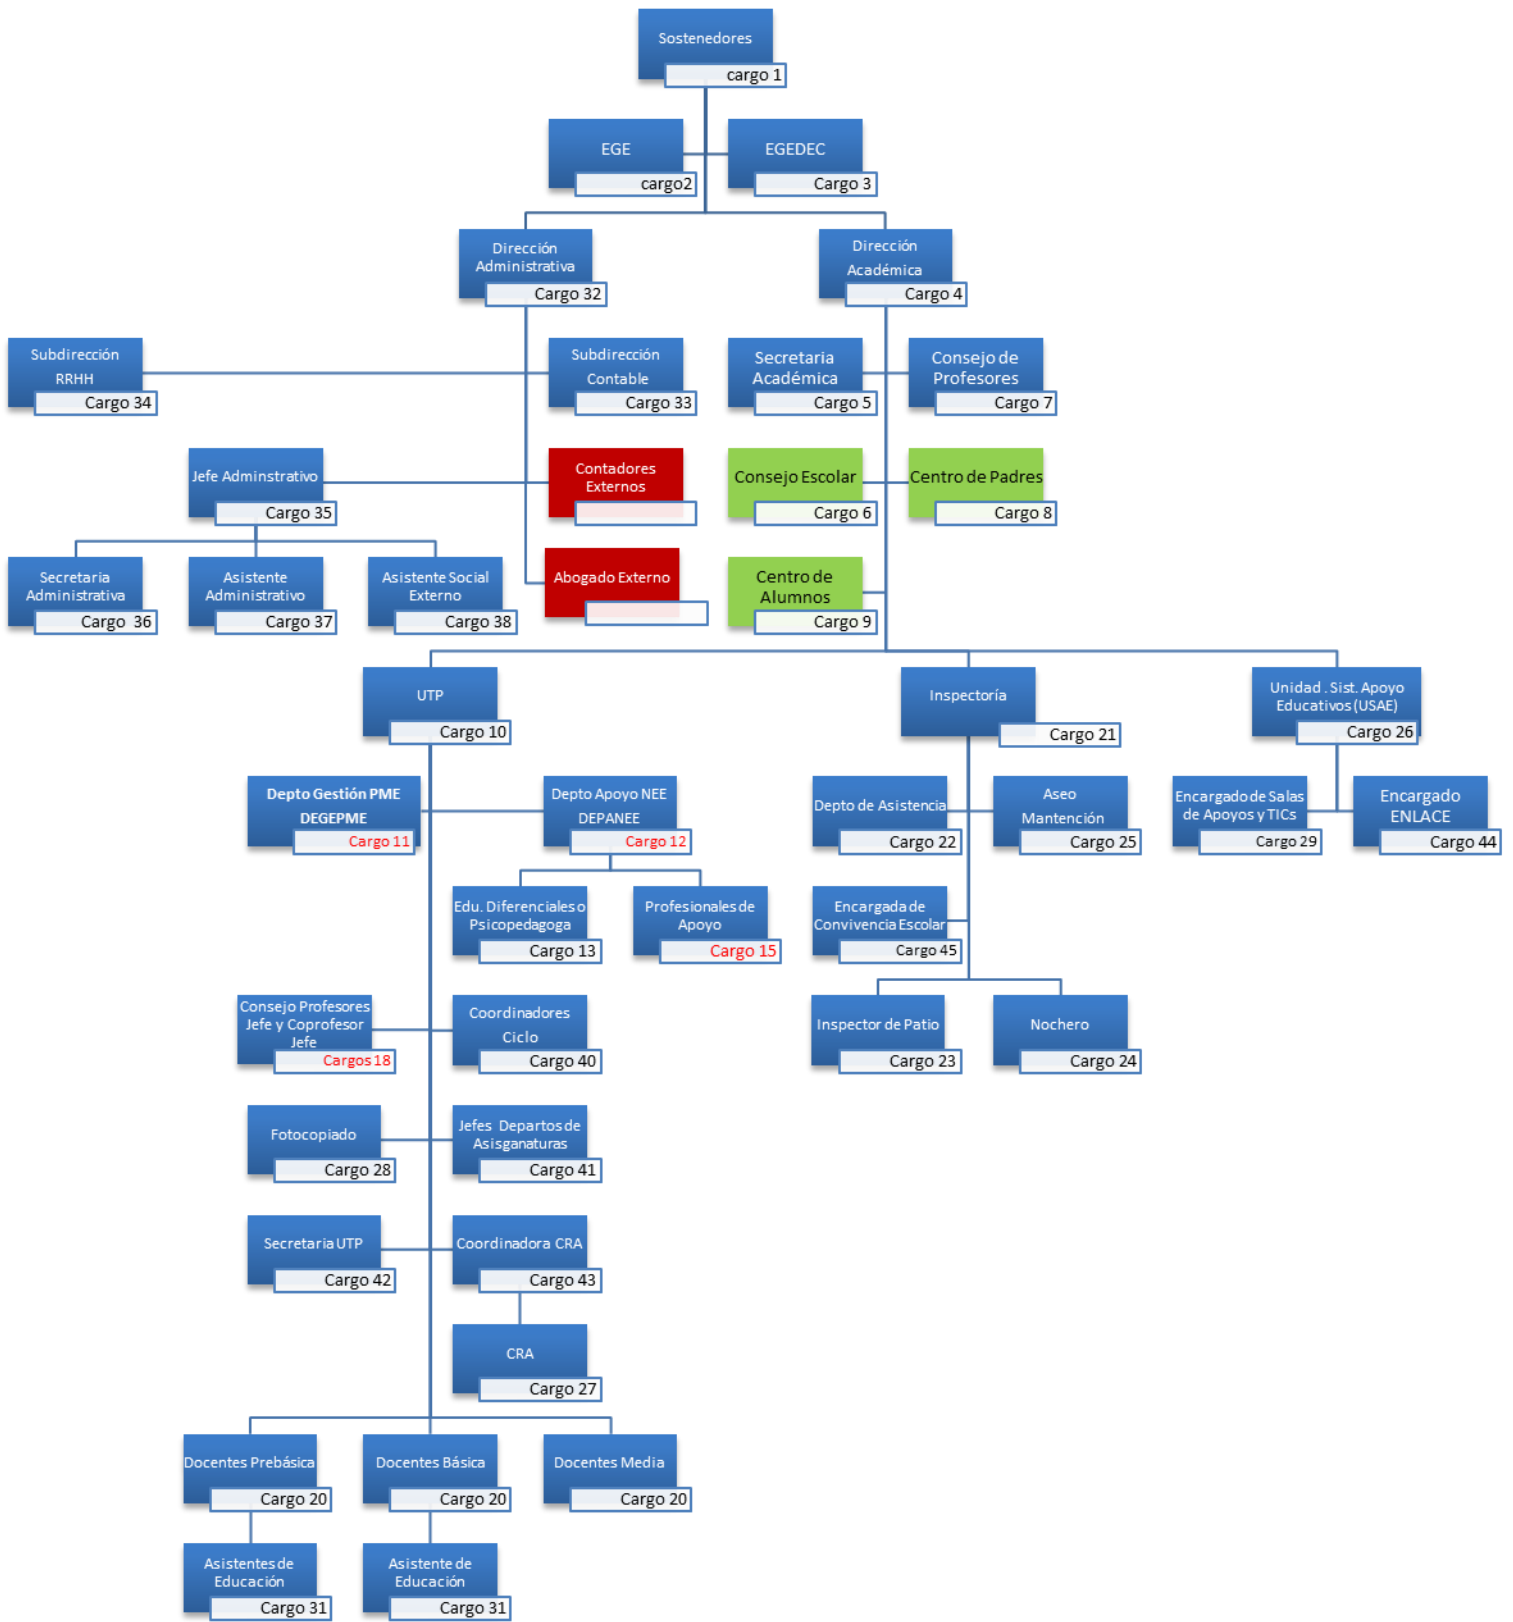 Sostenedores
cargo 1
EGE
cargo2
EGEDEC
Cargo 3
Dirección
Administrativa
Cargo 32
Dirección
Académica
Cargo 4
Subdirección
RRHH
Cargo 34
Subdirección
Contable
Cargo 33
Secretaria
Académica
Cargo 5
Consejo de
Profesores
Cargo 7
Jefe Adminstrativo
Cargo 35
Contadores
Externos
Consejo Escolar
Cargo 6
Centro de Padres
Cargo 8
Secretaria
Administrativa
Cargo 36
Asistente
Administrativo
Cargo 37
Asistente Social
Externo
Cargo 38
Abogado Externo
Centro de
Alumnos
Cargo 9
UTP
Cargo 10
Inspectoría
Cargo 21
Unidad . Sist. Apoyo
Educativos (USAE)
Cargo 26
Depto Gestión PME
DEGEPME
Cargo 11
Depto Apoyo NEE
DEPANEE
Cargo 12
Depto de Asistencia
Cargo 22
Aseo
Mantención
Cargo 25
Encargado de Salas
de Apoyos y TICs
Cargo 29
Encargado
ENLACE
Cargo 44
Edu. Diferenciales o
Psicopedagoga
Cargo 13
Profesionales de
Apoyo
Cargo 15
Encargada de
Convivencia Escolar
Cargo 45
Consejo Profesores
Jefe y Coprofesor
Jefe
Cargos 18
Coordinadores
Ciclo
Cargo 40
Inspector de Patio
Cargo 23
Nochero
Cargo 24
Fotocopiado
Cargo 28
Jefes Departos de
Asisganaturas
Cargo 41
Secretaria UTP
Cargo 42
Coordinadora CRA
Cargo 43
CRA
Cargo 27
Docentes Prebásica
Cargo 20
Docentes Básica
Cargo 20
Docentes Media
Cargo 20
Asistentes de
Educación
Cargo 31
Asistente de
Educación
Cargo 31